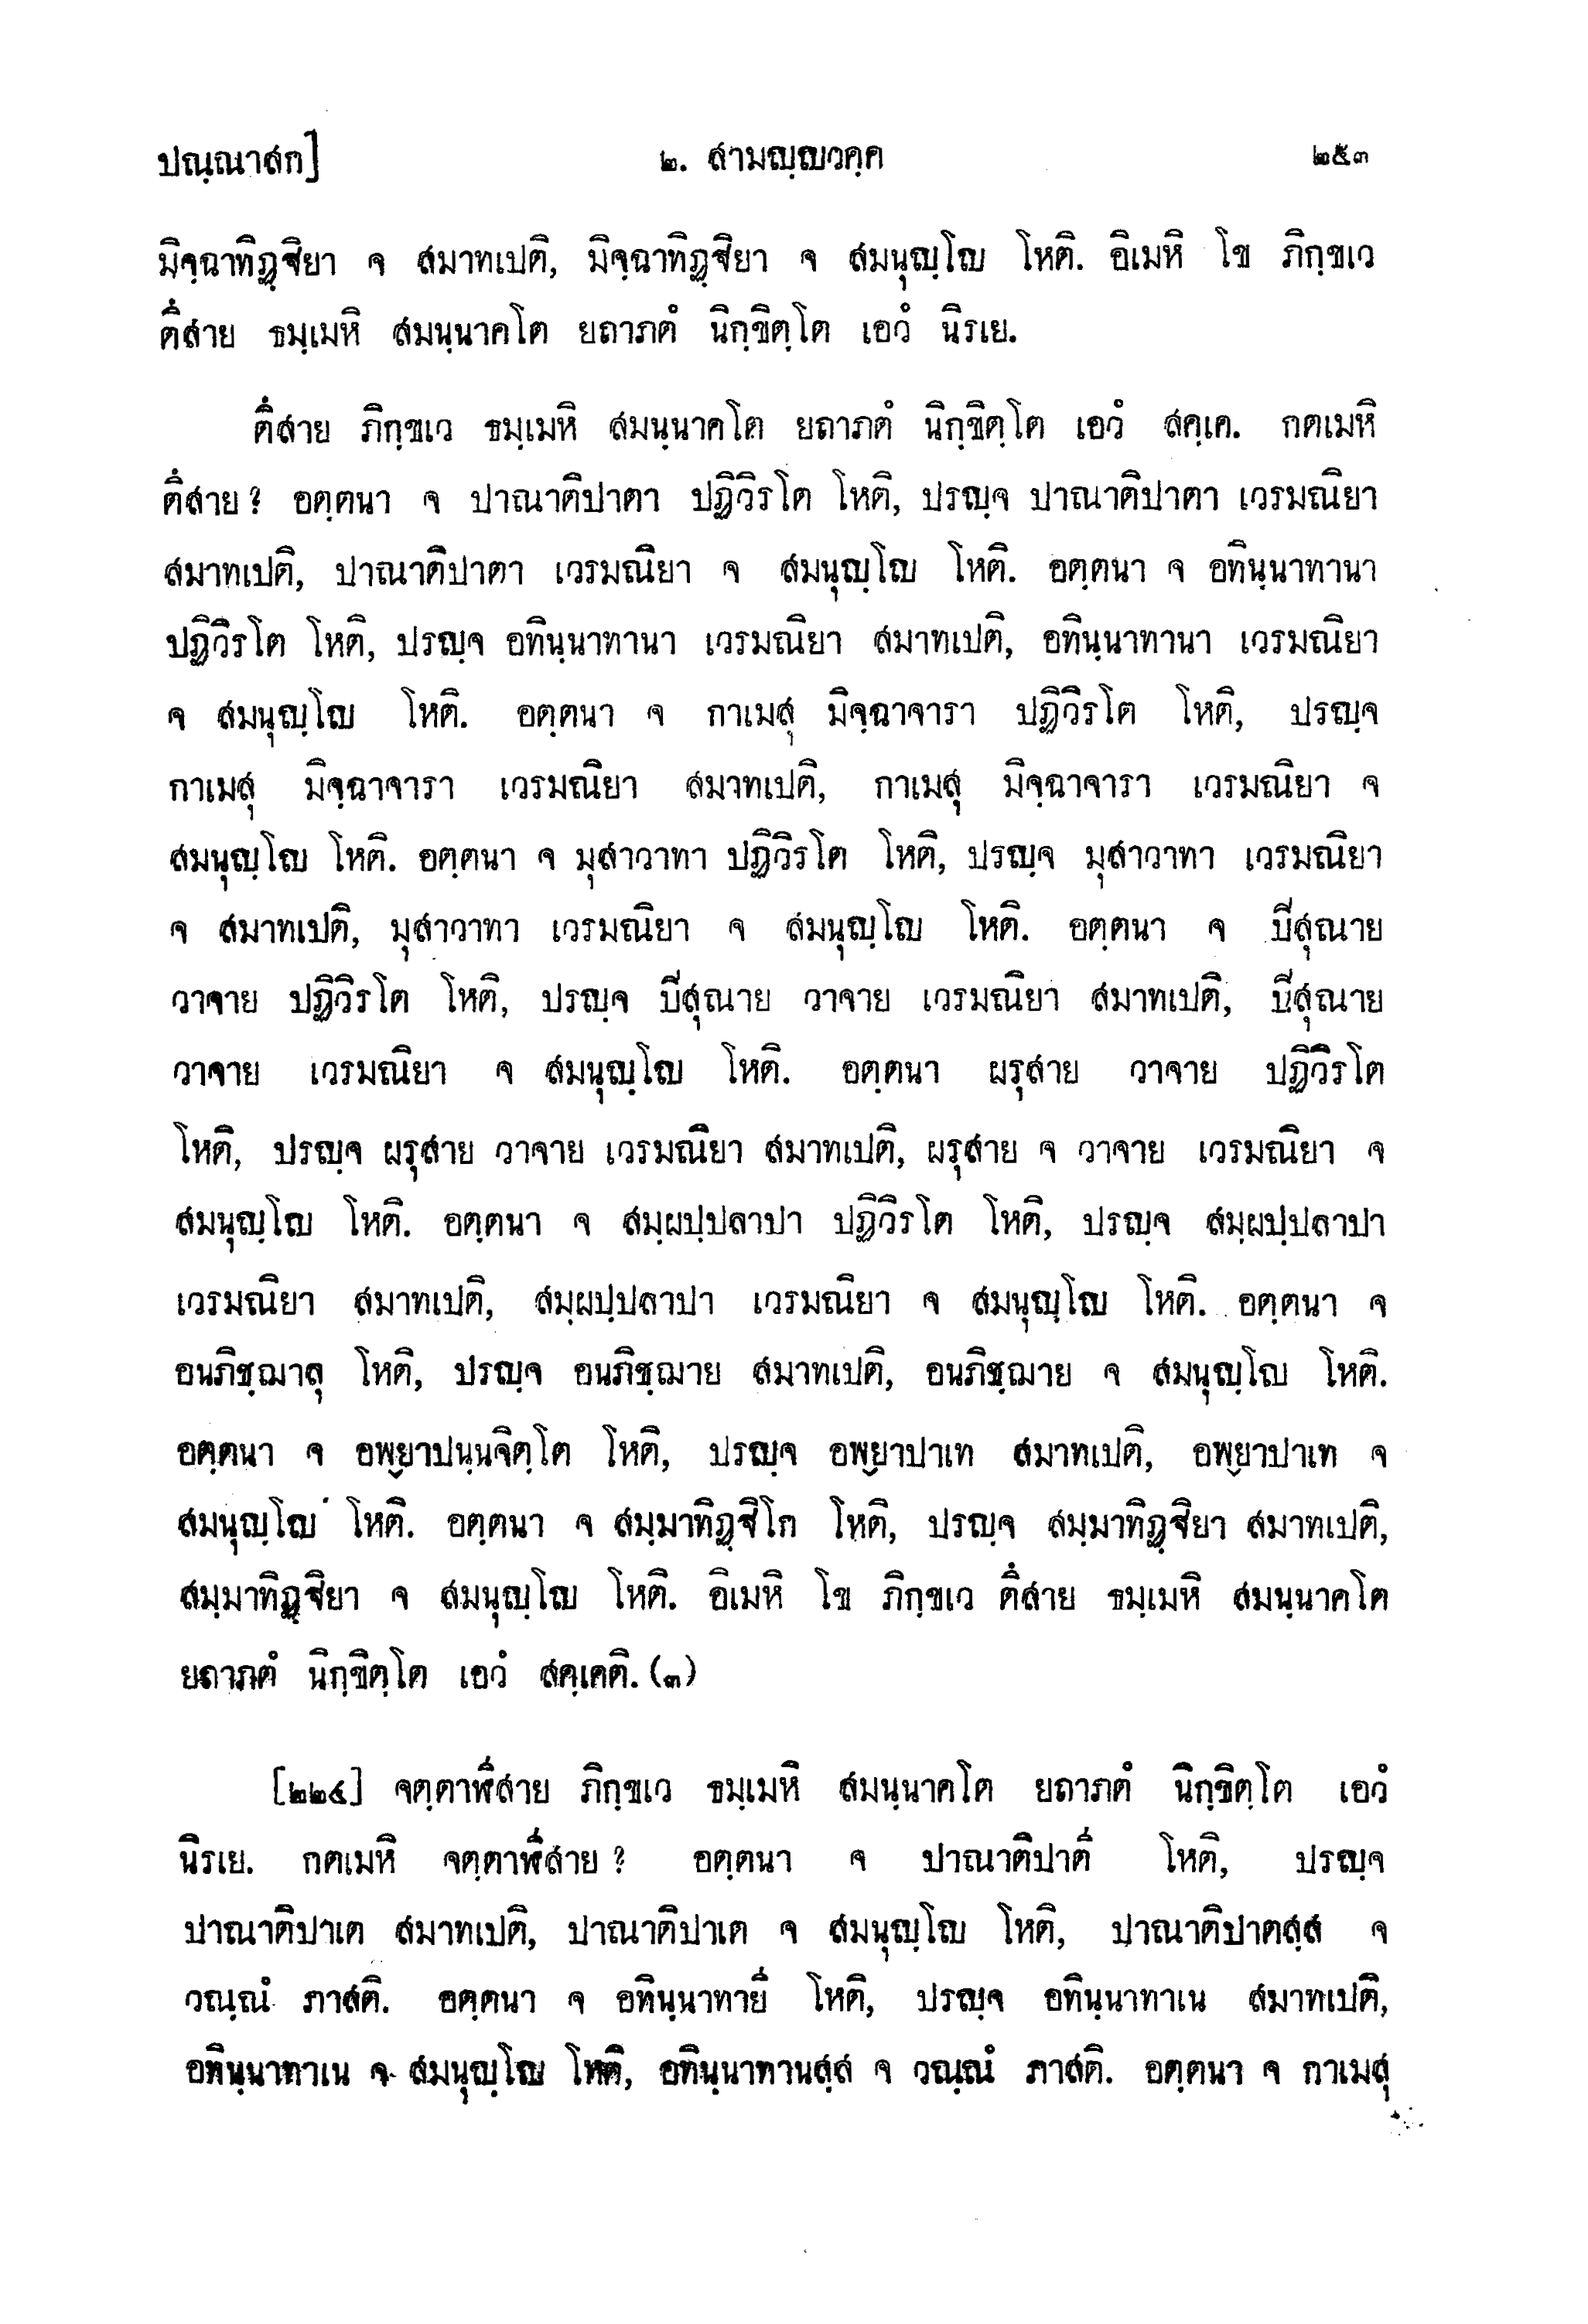 ปณฺณาสก]
๒. สามญฺญวคฺค
๒๕๓
มิจฺฉาทิฏฺฐิยา จ สมาทเปติ, มิจฺฉาทิฏฺฐิยา จ สมนุญฺโญ โหติ. อิเมหิ โข ภิกฺขเว
ตึสาย ธมฺเมหิ สมนฺนาคโต ยถาภตํ นิกฺขิตฺโต เอวํ นิรเย.
ตึสาย ภิกฺขเว ธมฺเมหิ สมนฺนาคโต ยถาภตํ นิกฺขิตฺโต เอวํ สคฺเค. กตเมหิ
ตึสาย? อตฺตนา จ ปาณาติปาตา ปฏิวิรโต โหติ, ปรญฺจ ปาณาติปาตา เวรมณิยา
สมาทเปติ, ปาณาติปาตา เวรมณิยา จ สมนุญฺโญ โหติ. อตฺตนา จ อทินฺนาทานา
ปฏิวิรโต โหติ, ปรญฺจ อทินฺนาทานา เวรมณิยา สมาทเปติ, อทินฺนาทานา เวรมณิยา
จ สมนุญฺโญ โหติ. อตฺตนา จ กาเมสุ มิจฺฉาจารา ปฏิวิรโต โหติ, ปรญฺจ
กาเมสุ มิจฺฉาจารา เวรมณิยา สมาทเปติ, กาเมสุ มิจฺฉาจารา เวรมณิยา จ
สมนุญฺโญ โหติ. อตฺตนา จ มุสาวาทา ปฏิวิรโต โหติ, ปรญฺจ มุสาวาทา เวรมณิยา
จ สมาทเปติ, มุสาวาทา เวรมณิยา จ สมนุญฺโญ โหติ. อตฺตนา จ ปีสุณาย
วาจาย ปฏิวิรโต โหติ, ปรญฺจ ปีสุณาย วาจาย เวรมณิยา สมาทเปติ, ปีสุณาย
วาจาย เวรมณิยา จ สมนุญฺโญ โหติ. อตฺตนา ผรุสาย วาจาย ปฏิวิรโต
โหติ, ปรญฺจ ผรุสาย วาจาย เวรมณิยา สมาทเปติ, ผรุสาย จ วาจาย เวรมณิยา จ
สมนุญฺโญ โหติ. อตฺตนา จ สมฺผปฺปลาปา ปฏิวิรโต โหติ, ปรญฺจ สมฺผปฺปลาปา
เวรมณิยา สมาทเปติ, สมฺผปฺปลาปา เวรมณิยา จ สมนุญฺโญ โหติ. อตฺตนา จ
อนภิชฺฌาลุ โหติ, ปรญฺจ อนภิชฺฌาย สมาทเปติ, อนภิชฺฌาย จ สมนุญฺโญ โหติ.
อตฺตนา จ อพฺยาปนฺนจิตฺโต โหติ, ปรญฺจ อพฺยาปาเท สมาทเปติ, อพฺยาปาเท จ
สมนุญฺโญ โหติ. อตฺตนา จ สมฺมาทิฏฺฐิโก โหติ, ปรญฺจ สมฺมาทิฏฺฐิยา สมาทเปติ,
สมฺมาทิฏฺฐิยา จ สมนุญฺโญ โหติ. อิเมหิ โข ภิกฺขเว ตึสาย ธมฺเมหิ สมนฺนาคโต
ยถาภตํ นิกฺขิตฺโต เอวํ สคฺเคติ. (๓)
[๒๒๔] จตฺตาฬีสาย ภิกฺขเว ธมฺเมหิ สมนฺนาคโต ยถาภตํ นิกฺขิตฺโต เอวํ
นิรเย. กตเมหิ จตฺตาฬีสาย? อตฺตนา จ ปาณาติปาตี โหติ, ปรญฺจ
ปาณาติปาเต สมาทเปติ, ปาณาติปาเต จ สมนุญฺโญ โหติ, ปาณาติปาตสฺส จ
วณฺณํ ภาสติ. อตฺตนา จ อทินฺนาทายี โหติ, ปรญฺจ อทินฺนาทาเน สมาทเปติ,
อทินฺนาทาเน จ สมนุญฺโญ โหติ, อทินฺนาทานสฺส จ วณฺณํ ภาสติ. อตฺตนา จ กาเมสุ